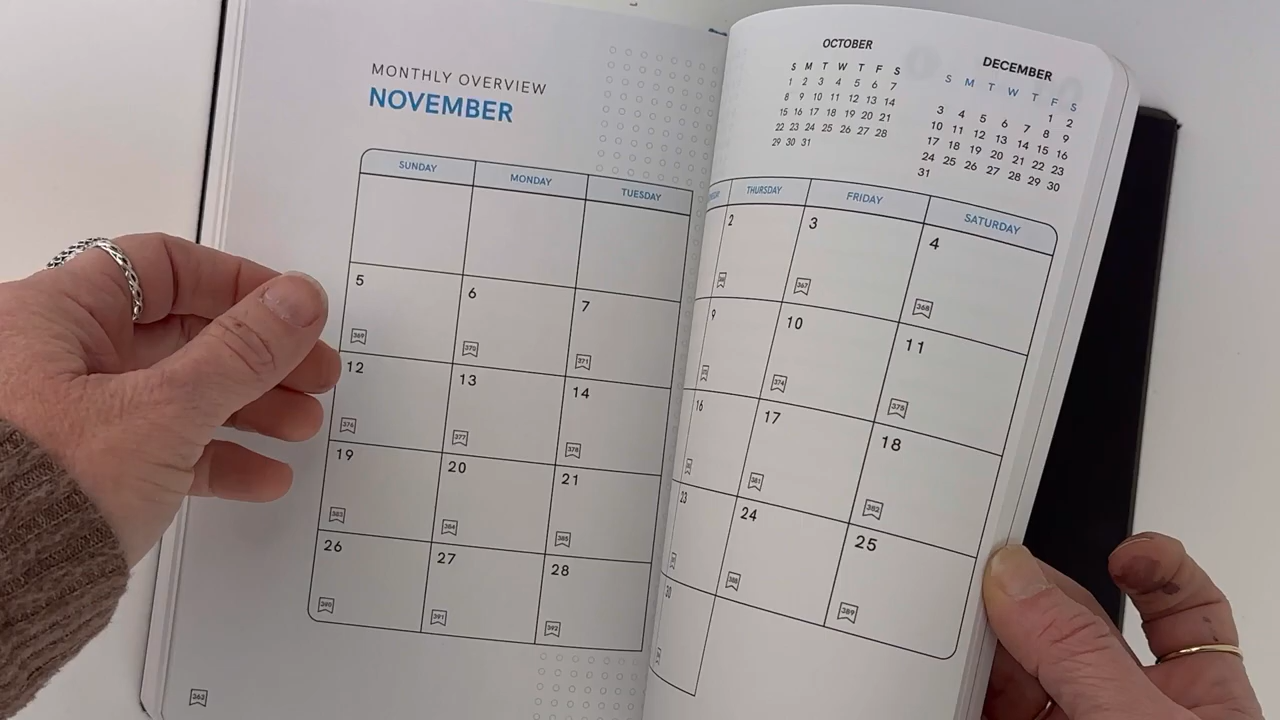 MONTHLY OVERVIEW
NOVEMBER
SUNDAY MONDAY TUESDAY
5 6 7
369 370 371
12 13 14
376 377 378
19 20 21
383 384 385
26 27 28
390 391 392
363
OCTOBER
S M T W T F S
1 2 3 4 5 6 7
8 9 10 11 12 13 14
15 16 17 18 19 20 21
22 23 24 25 26 27 28
29 30 31
DECEMBER
S M T W T F S
1 2
3 4 5 6 7 8 9
10 11 12 13 14 15 16
17 18 19 20 21 22 23
24 25 26 27 28 29 30
31
THURSDAY FRIDAY SATURDAY
2 3 4
367 368
9 10 11
374 375
16 17 18
381 382
23 24 25
388 389
30